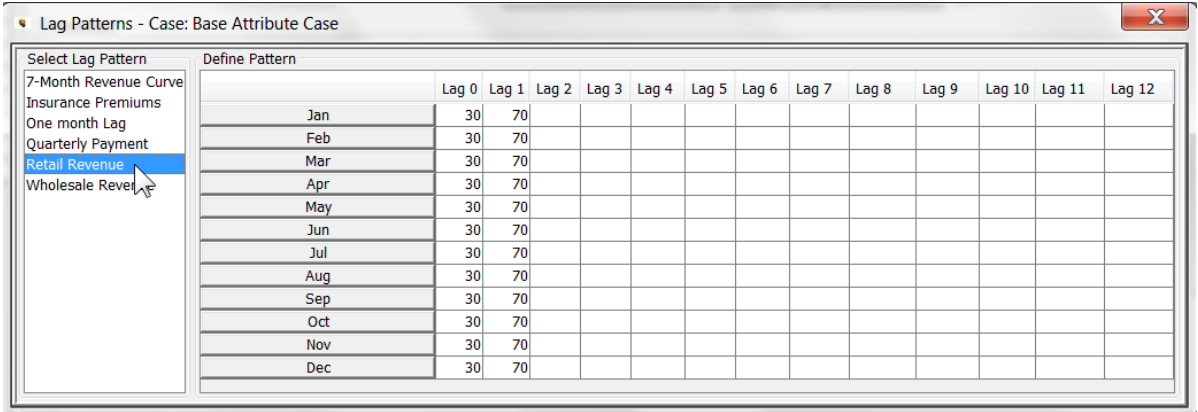 Lag Patterns - Case: Base Attribute Case
Select Lag Pattern
7-Month Revenue Curve
Insurance Premiums
One month Lag
Quarterly Payment
Retail Revenue
Wholesale Revenue
Define Pattern
Lag 0 Lag 1 Lag 2 Lag 3 Lag 4 Lag 5 Lag 6 Lag 7 Lag 8 Lag 9 Lag 10 Lag 11 Lag 12
Jan 30 70
Feb 30 70
Mar 30 70
Apr 30 70
May 30 70
Jun 30 70
Jul 30 70
Aug 30 70
Sep 30 70
Oct 30 70
Nov 30 70
Dec 30 70